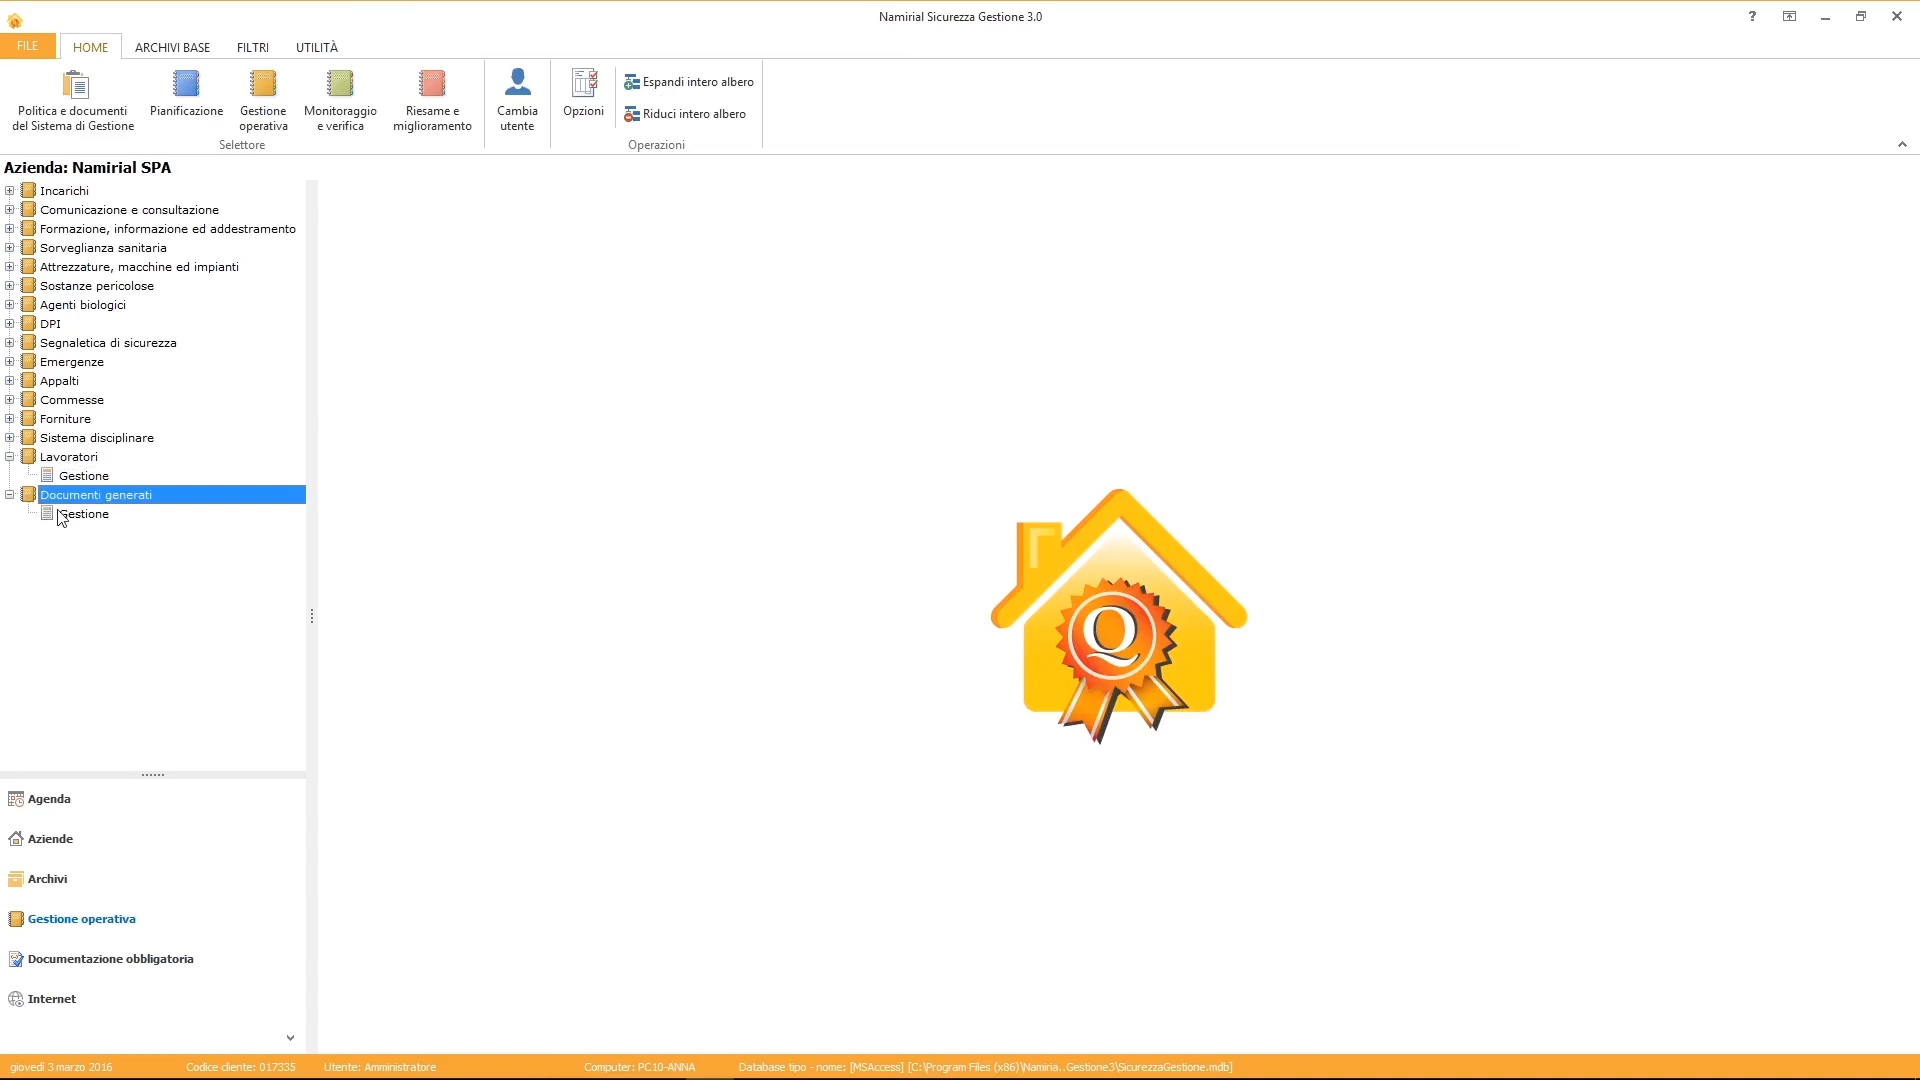 Namirial Sicurezza Gestione 3.0
FILE
HOME
ARCHIVI BASE
FILTRI
UTILITÀ
Politica e documenti
del Sistema di Gestione
Pianificazione
Gestione
operativa
Monitoraggio
e verifica
Riesame e
miglioramento
Cambia
utente
Opzioni
Espandi intero albero
Riduci intero albero
Selettore
Operazioni
Azienda: Namirial SPA
Incarichi
Comunicazione e consultazione
Formazione, informazione ed addestramento
Sorveglianza sanitaria
Attrezzature, macchine ed impianti
Sostanze pericolose
Agenti biologici
DPI
Segnaletica di sicurezza
Emergenze
Appalti
Commesse
Forniture
Sistema disciplinare
Lavoratori
Gestione
Documenti generati
Gestione
Q
Agenda
Aziende
Archivi
Gestione operativa
Documentazione obbligatoria
Internet
giovedì 3 marzo 2016
Codice cliente: 017335
Utente: Amministratore
Computer: PC10-ANNA
Database tipo - nome: [MSAccess] [C:\Program Files (x86)\Namiria..Gestione3\SicurezzaGestione.mdb]